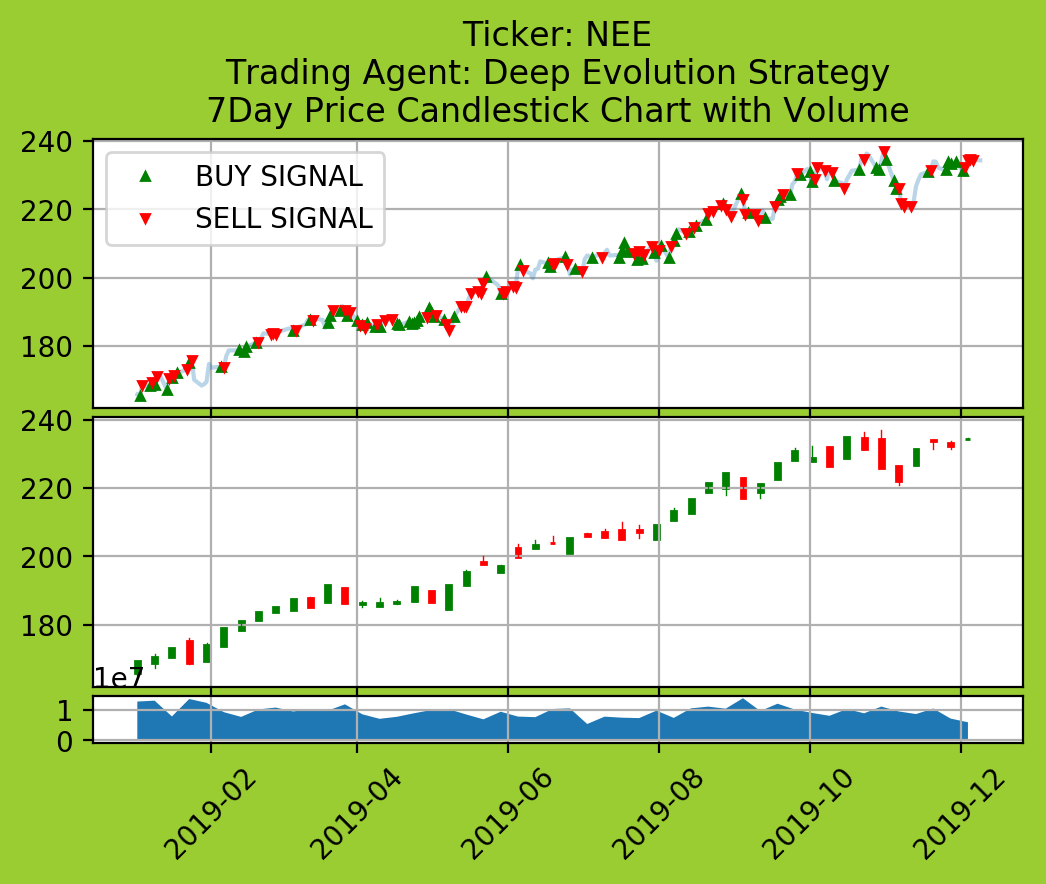 Ticker: NEE
Trading Agent: Deep Evolution Strategy
7Day Price Candlestick Chart with Volume
240
220
200
180
BUY SIGNAL
SELL SIGNAL
240
220
200
180
1e7
1
0
2019-02
2019-04
2019-06
2019-08
2019-10
2019-12